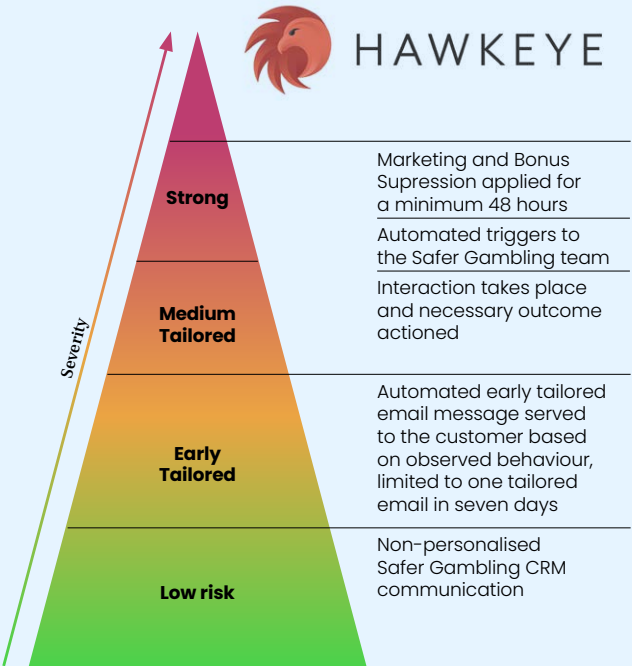 HAWKEYE
Severity
Strong
Marketing and Bonus
Supression applied for
a minimum 48 hours
Automated triggers to
the Safer Gambling team
Medium
Tailored
Interaction takes place
and necessary outcome
actioned
Early
Tailored
Automated early tailored
email message served
to the customer based
on observed behaviour,
limited to one tailored
email in seven days
Low risk
Non-personalised
Safer Gambling CRM
communication